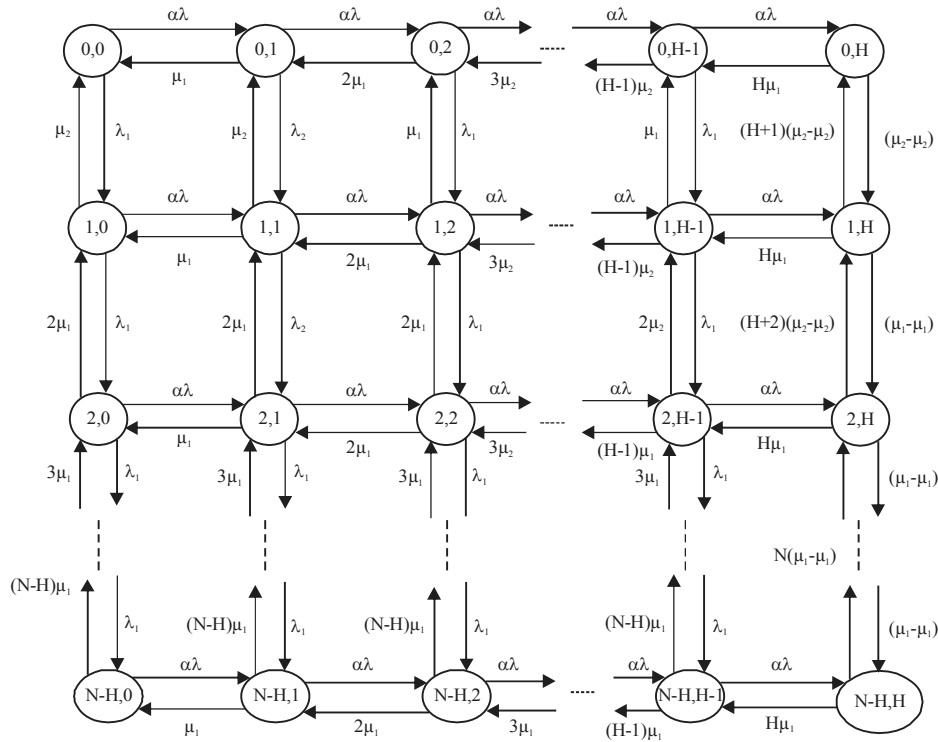 αλ αλ αλ αλ αλ
0,0 0,1 0,2 ..... 0,H-1 0,H
μ₁ 2μ₁ 3μ₂ (H-1)μ₂ Hμ₁
μ₂ λ₁ μ₂ λ₂ μ₁ λ₁ μ₁ λ₁ (H+1)(μ₂-μ₂) (μ₂-μ₂)
αλ αλ αλ αλ αλ
1,0 1,1 1,2 ..... 1,H-1 1,H
μ₁ 2μ₁ 3μ₂ (H-1)μ₂ Hμ₁
2μ₁ λ₁ 2μ₁ λ₂ 2μ₁ λ₁ 2μ₂ λ₁ (H+2)(μ₂-μ₂) (μ₁-μ₁)
αλ αλ αλ αλ αλ
2,0 2,1 2,2 ..... 2,H-1 2,H
μ₁ 2μ₁ 3μ₂ (H-1)μ₁ Hμ₁
3μ₁ λ₁ 3μ₁ λ₁ 3μ₁ λ₁ 3μ₁ λ₁ (μ₁-μ₁)
N(μ₁-μ₁)
(N-H)μ₁ λ₁ (N-H)μ₁ λ₁ (N-H)μ₁ λ₁ (N-H)μ₁ λ₁ (μ₁-μ₁)
αλ αλ αλ αλ αλ
N-H,0 N-H,1 N-H,2 ..... N-H,H-1 N-H,H
μ₁ 2μ₁ 3μ₁ (H-1)μ₁ Hμ₁